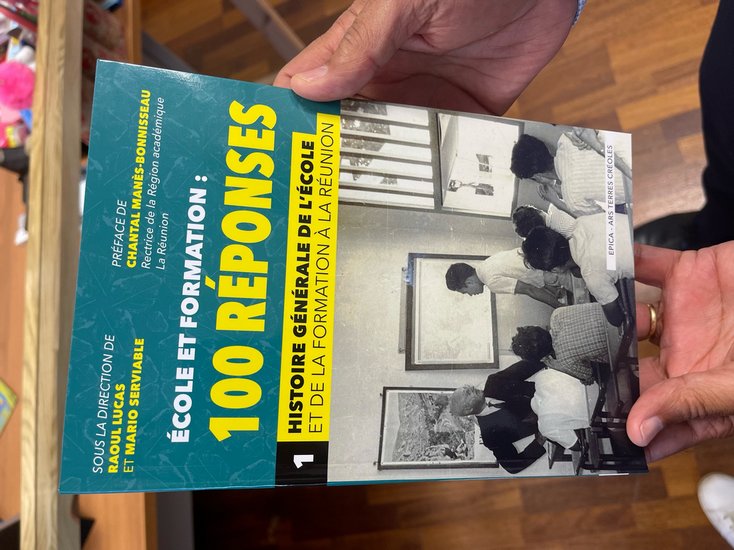 SOUS LA DIRECTION DE
RAOUL LUCAS
ET MARIO SERVIABLE
PRÉFACE DE
CHANTAL MANÈS-BONNISSEAU
Rectrice de la Région académique
La Réunion
ÉCOLE ET FORMATION :
100 RÉPONSES
1
HISTOIRE GÉNÉRALE DE L'ÉCOLE
ET DE LA FORMATION À LA RÉUNION
EPICA - ARS TERRES CRÉOLES